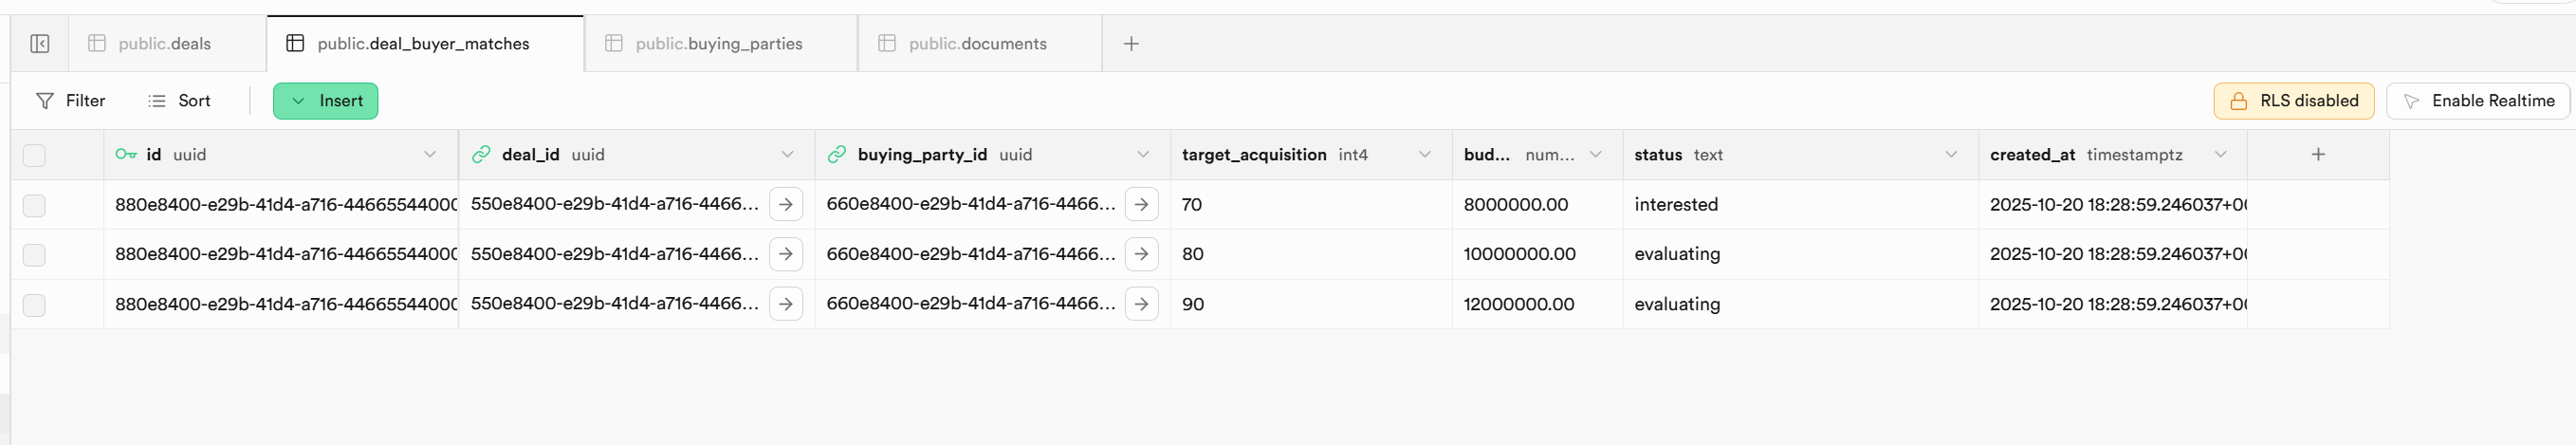 public.deals public.deal_buyer_matches public.buying_parties public.documents
Filter Sort Insert RLS disabled Enable Realtime
id uuid deal_id uuid buying_party_id uuid target_acquisition int4 bud... num... status text created_at timestamptz
880e8400-e29b-41d4-a716-44665544000 550e8400-e29b-41d4-a716-4466... 660e8400-e29b-41d4-a716-4466... 70 8000000.00 interested 2025-10-20 18:28:59.246037+00
880e8400-e29b-41d4-a716-44665544000 550e8400-e29b-41d4-a716-4466... 660e8400-e29b-41d4-a716-4466... 80 10000000.00 evaluating 2025-10-20 18:28:59.246037+00
880e8400-e29b-41d4-a716-44665544000 550e8400-e29b-41d4-a716-4466... 660e8400-e29b-41d4-a716-4466... 90 12000000.00 evaluating 2025-10-20 18:28:59.246037+00